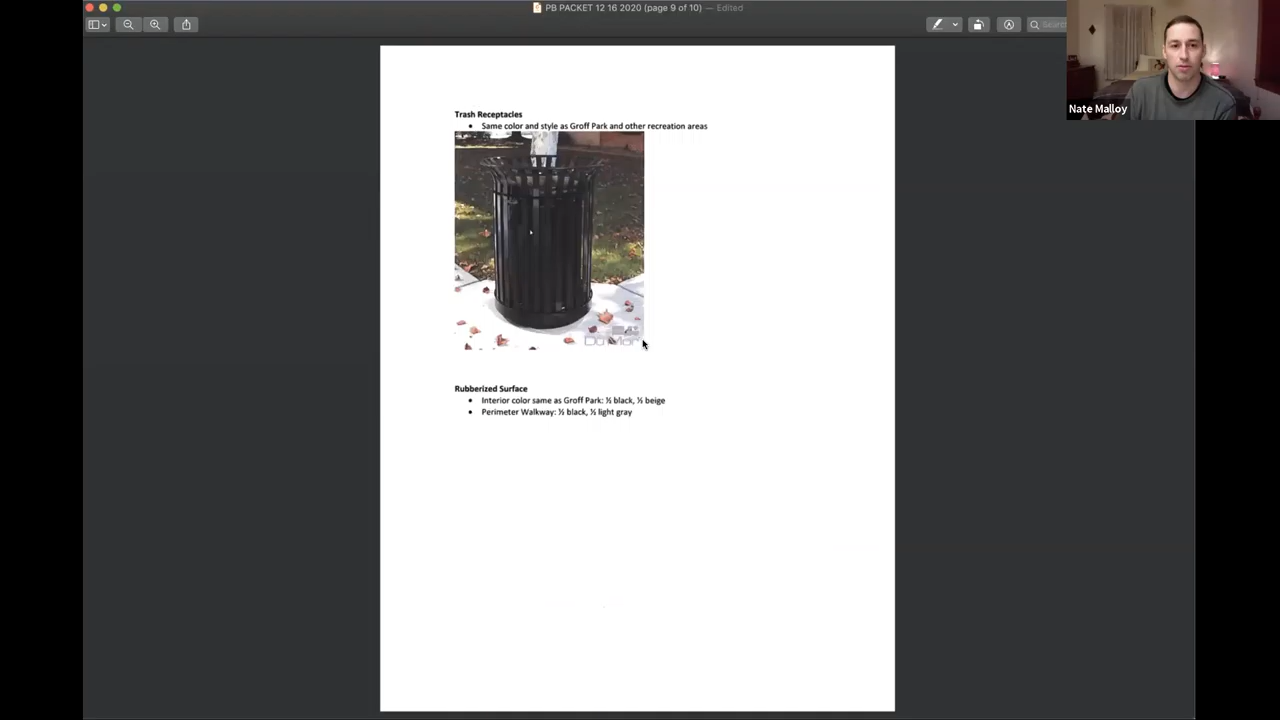 PB PACKET 12 16 2020 (page 9 of 10) — Edited
Search
Nate Malloy
Trash Receptacles
• Same color and style as Groff Park and other recreation areas
DuMor
Rubberized Surface
• Interior color same as Groff Park: ½ black, ½ beige
• Perimeter Walkway: ½ black, ½ light gray